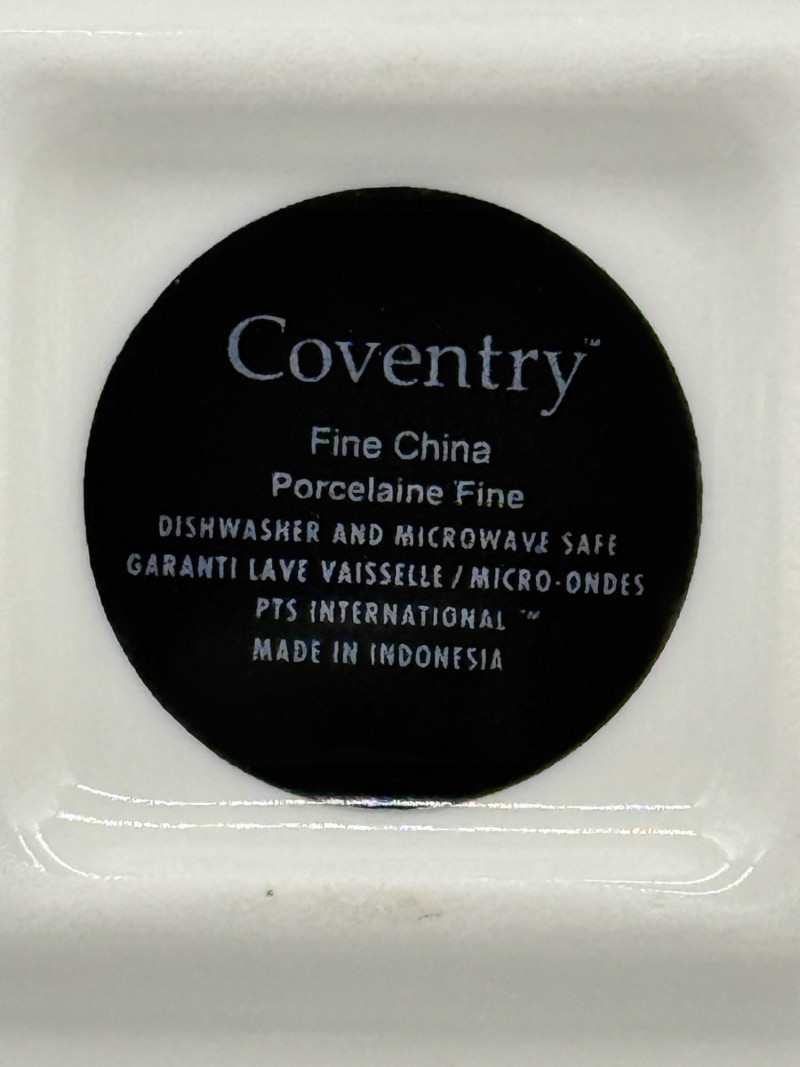 Coventry™
Fine China
Porcelaine Fine
DISHWASHER AND MICROWAVE SAFE
GARANTI LAVE VAISSELLE / MICRO-ONDES
PTS INTERNATIONAL ™
MADE IN INDONESIA